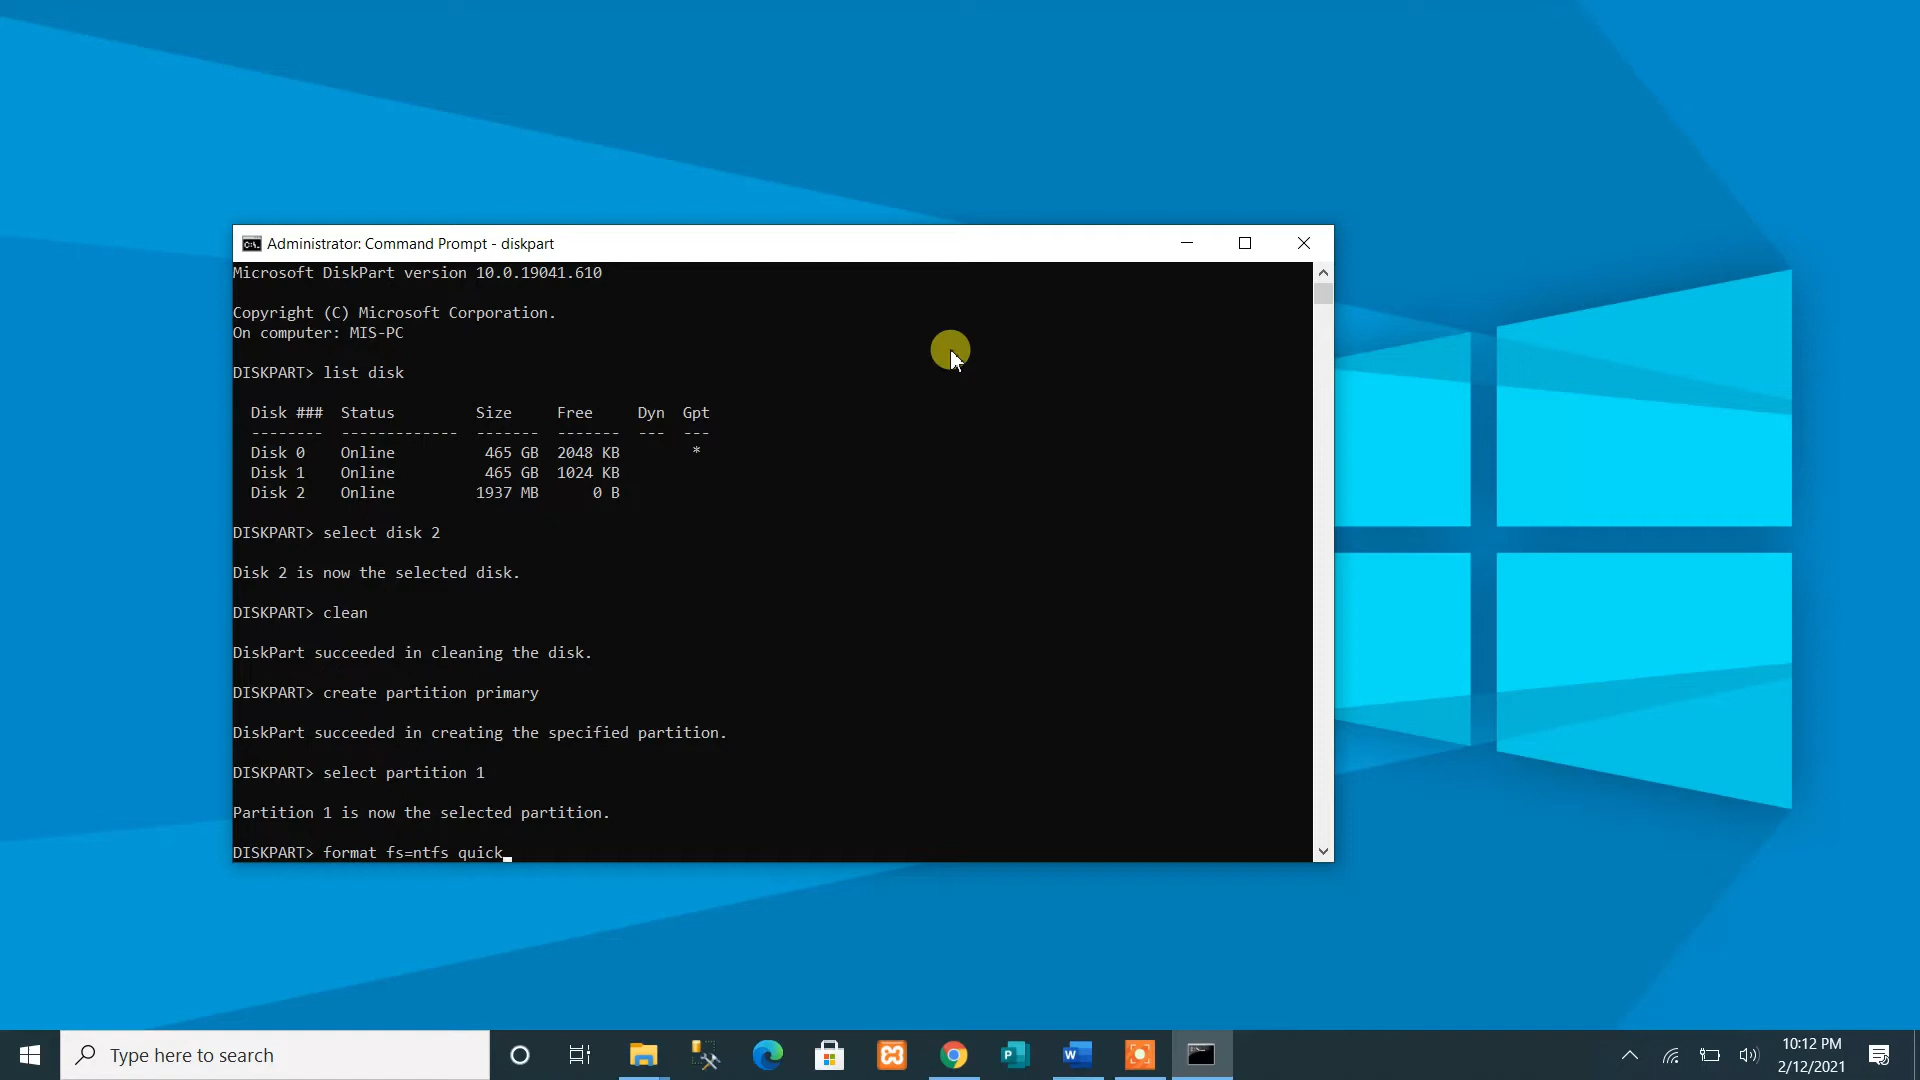 Administrator: Command Prompt - diskpart
Microsoft DiskPart version 10.0.19041.610
Copyright (C) Microsoft Corporation.
On computer: MIS-PC
DISKPART> list disk
Disk ### Status Size Free Dyn Gpt
-------- ------------- ------- ------- --- ---
Disk 0 Online 465 GB 2048 KB *
Disk 1 Online 465 GB 1024 KB
Disk 2 Online 1937 MB 0 B
DISKPART> select disk 2
Disk 2 is now the selected disk.
DISKPART> clean
DiskPart succeeded in cleaning the disk.
DISKPART> create partition primary
DiskPart succeeded in creating the specified partition.
DISKPART> select partition 1
Partition 1 is now the selected partition.
DISKPART> format fs=ntfs quick
Type here to search
10:12 PM
2/12/2021